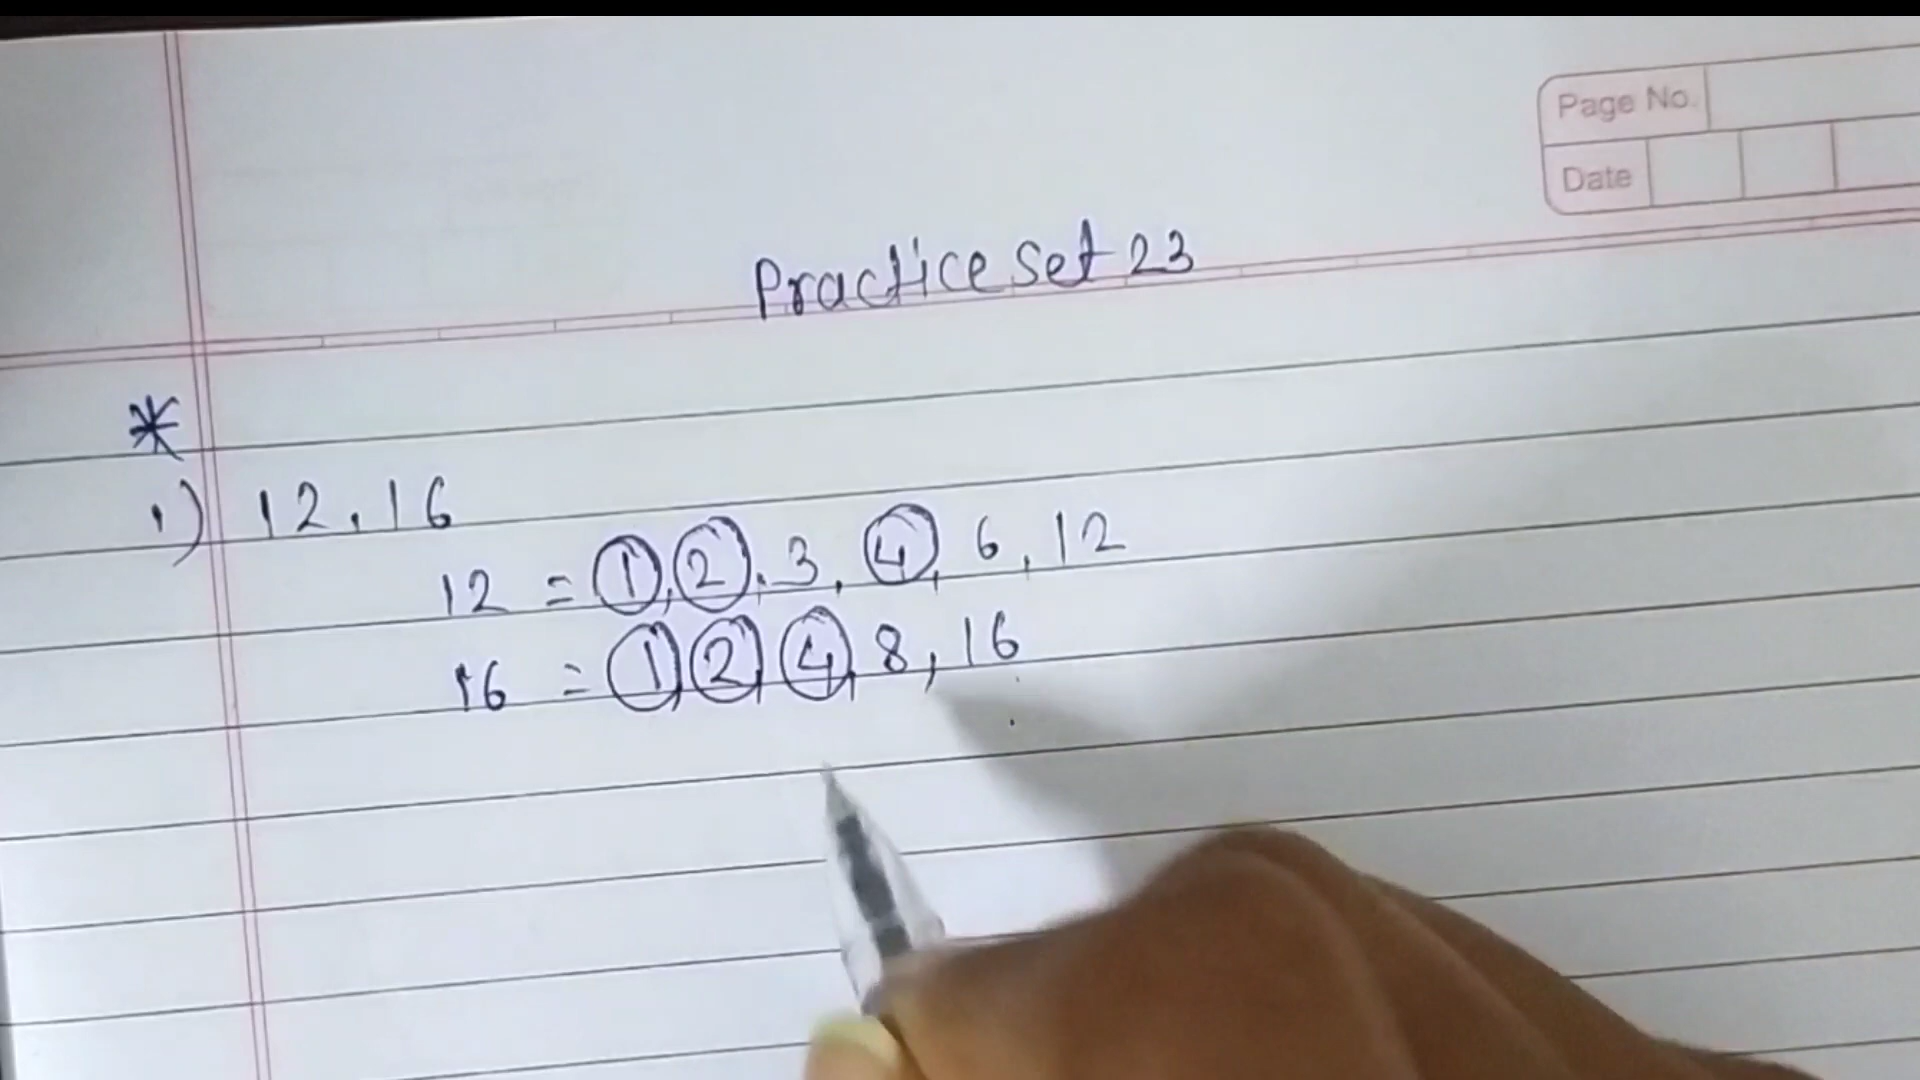 Page No.
Date
Practice Set 23
*
1) 12, 16
12 = 1, 2, 3, 4, 6, 12
16 = 1, 2, 4, 8, 16